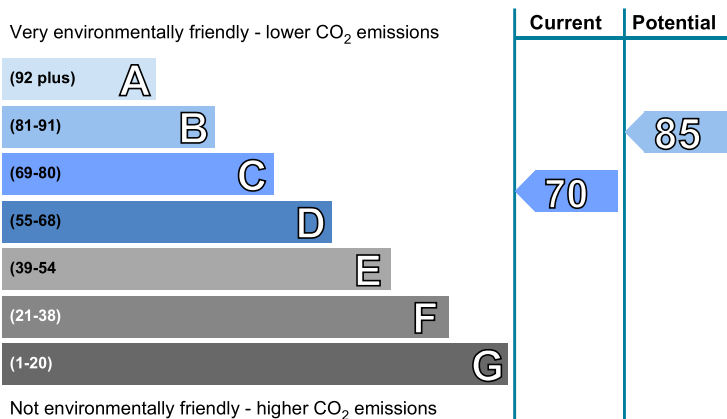 Very environmentally friendly - lower CO2 emissions
Current
Potential
(92 plus) A
(81-91) B
85
(69-80) C
70
(55-68) D
(39-54 E
(21-38) F
(1-20) G
Not environmentally friendly - higher CO2 emissions